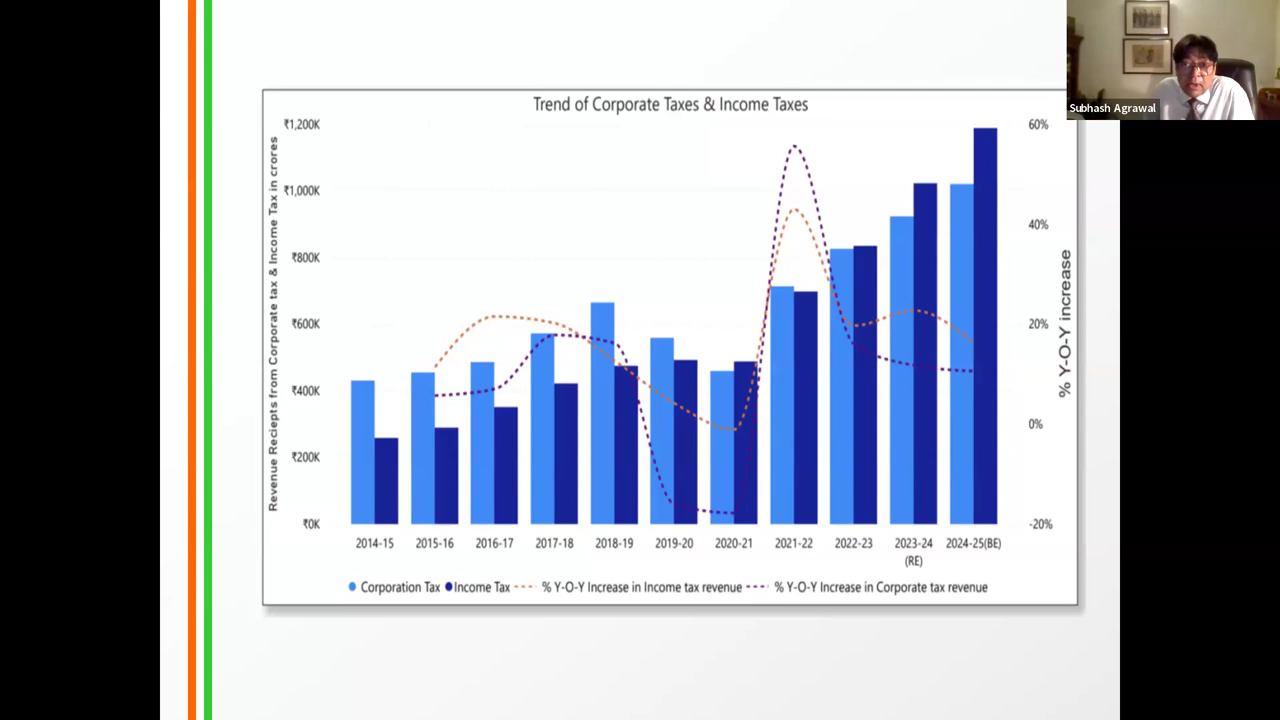 Subhash Agrawal
Trend of Corporate Taxes & Income Taxes
Revenue Reciepts from Corporate tax & Income Tax in crores
₹1,200K
₹1,000K
₹800K
₹600K
₹400K
₹200K
₹0K
60%
40%
20%
0%
-20%
% Y-O-Y increase
2014-15 2015-16 2016-17 2017-18 2018-19 2019-20 2020-21 2021-22 2022-23 2023-24 2024-25(BE)
(RE)
Corporation Tax Income Tax % Y-O-Y Increase in Income tax revenue % Y-O-Y Increase in Corporate tax revenue